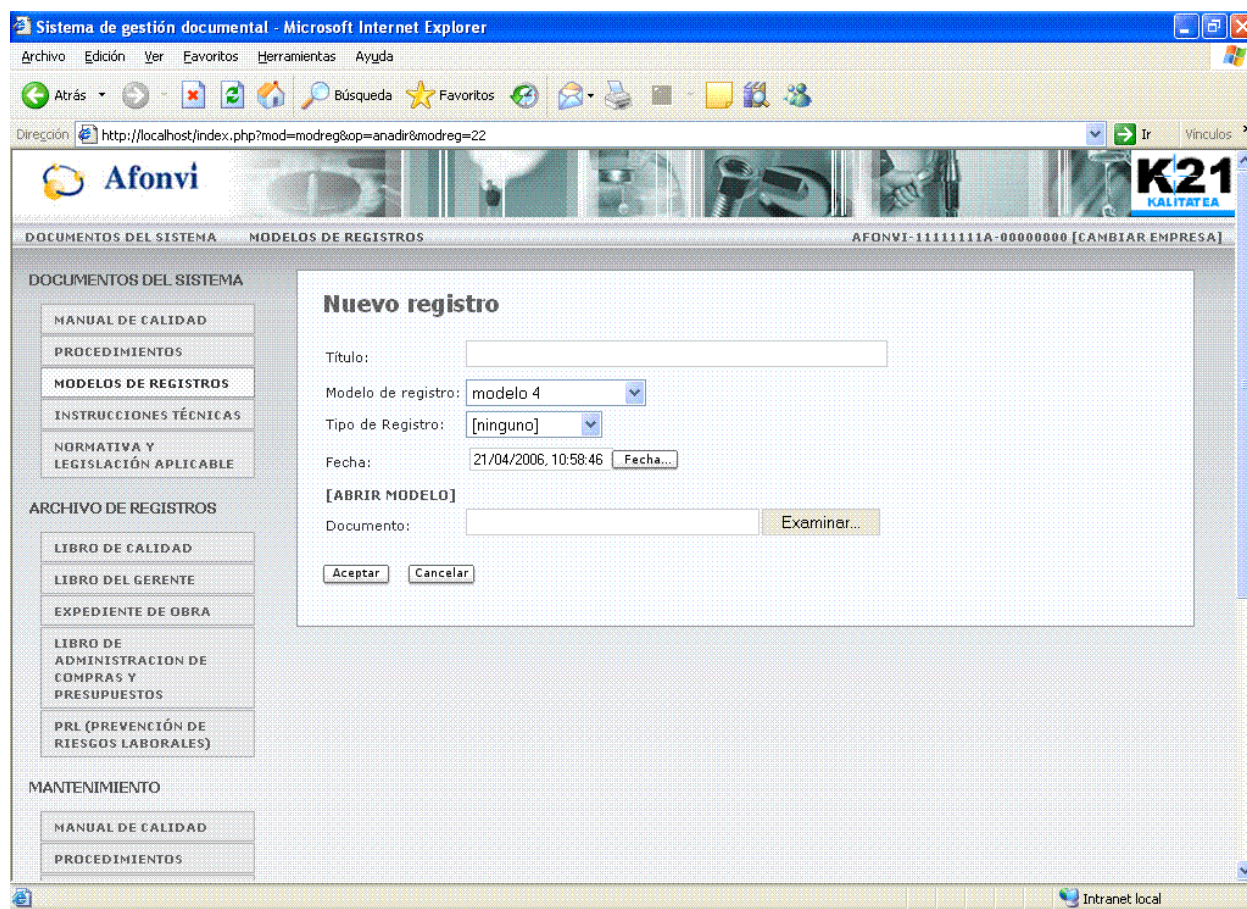 Sistema de gestión documental - Microsoft Internet Explorer
Archivo Edición Ver Favoritos Herramientas Ayuda
Atrás Búsqueda Favoritos
Dirección http://localhost/index.php?mod=modreg&op=anadir&modreg=22 Ir Vínculos
Afonvi
K21
KALITATEA
DOCUMENTOS DEL SISTEMA MODELOS DE REGISTROS AFONVI-11111111A-00000000 [CAMBIAR EMPRESA]
DOCUMENTOS DEL SISTEMA
MANUAL DE CALIDAD
PROCEDIMIENTOS
MODELOS DE REGISTROS
INSTRUCCIONES TÉCNICAS
NORMATIVA Y
LEGISLACIÓN APLICABLE
ARCHIVO DE REGISTROS
LIBRO DE CALIDAD
LIBRO DEL GERENTE
EXPEDIENTE DE OBRA
LIBRO DE
ADMINISTRACION DE
COMPRAS Y
PRESUPUESTOS
PRL (PREVENCIÓN DE
RIESGOS LABORALES)
MANTENIMIENTO
MANUAL DE CALIDAD
PROCEDIMIENTOS
Nuevo registro
Título:
Modelo de registro: modelo 4
Tipo de Registro: [ninguno]
Fecha: 21/04/2006, 10:58:46 Fecha...
[ABRIR MODELO]
Documento: Examinar...
Aceptar Cancelar
Intranet local